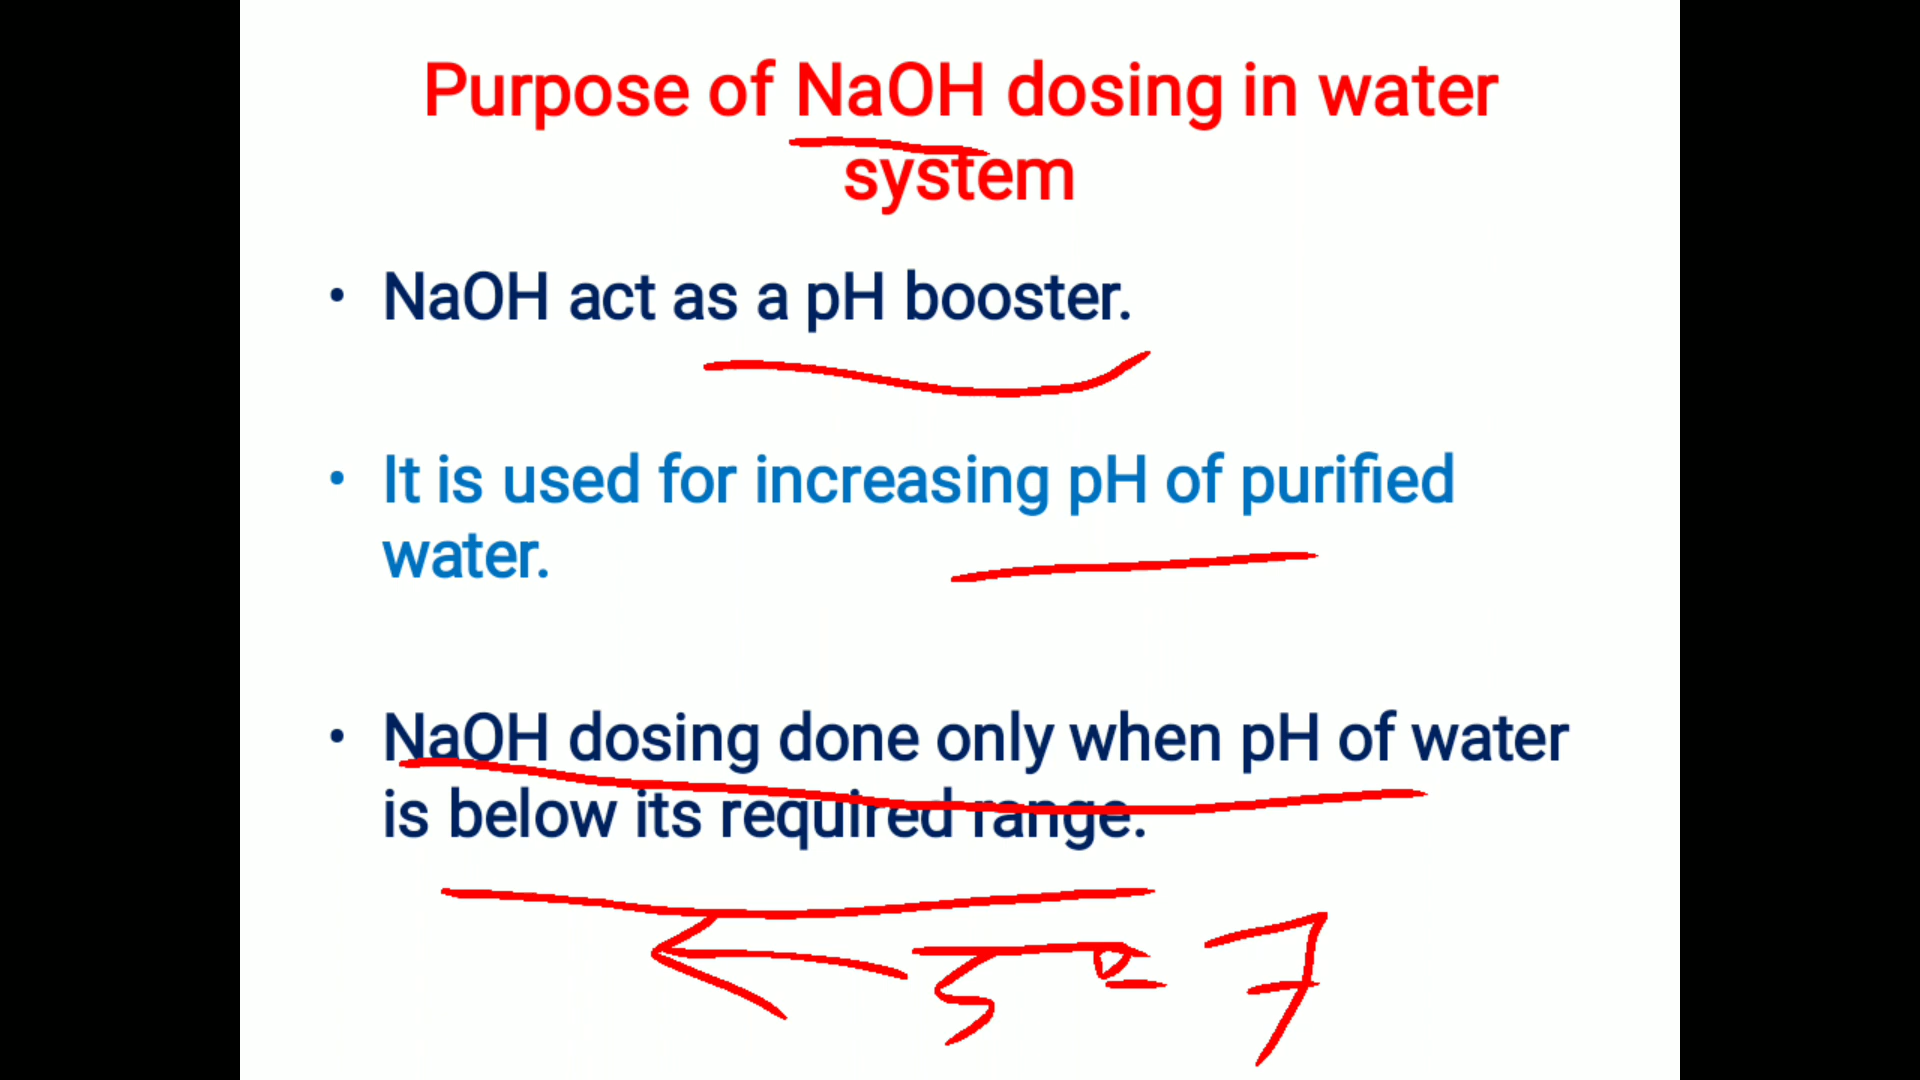 Purpose of NaOH dosing in water
system
• NaOH act as a pH booster.
• It is used for increasing pH of purified
water.
• NaOH dosing done only when pH of water
is below its required range.
5 7